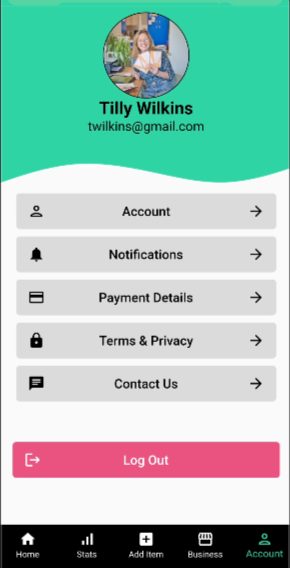 Tilly Wilkins
twilkins@gmail.com
Account
Notifications
Payment Details
Terms & Privacy
Contact Us
Log Out
Home Stats Add Item Business Account